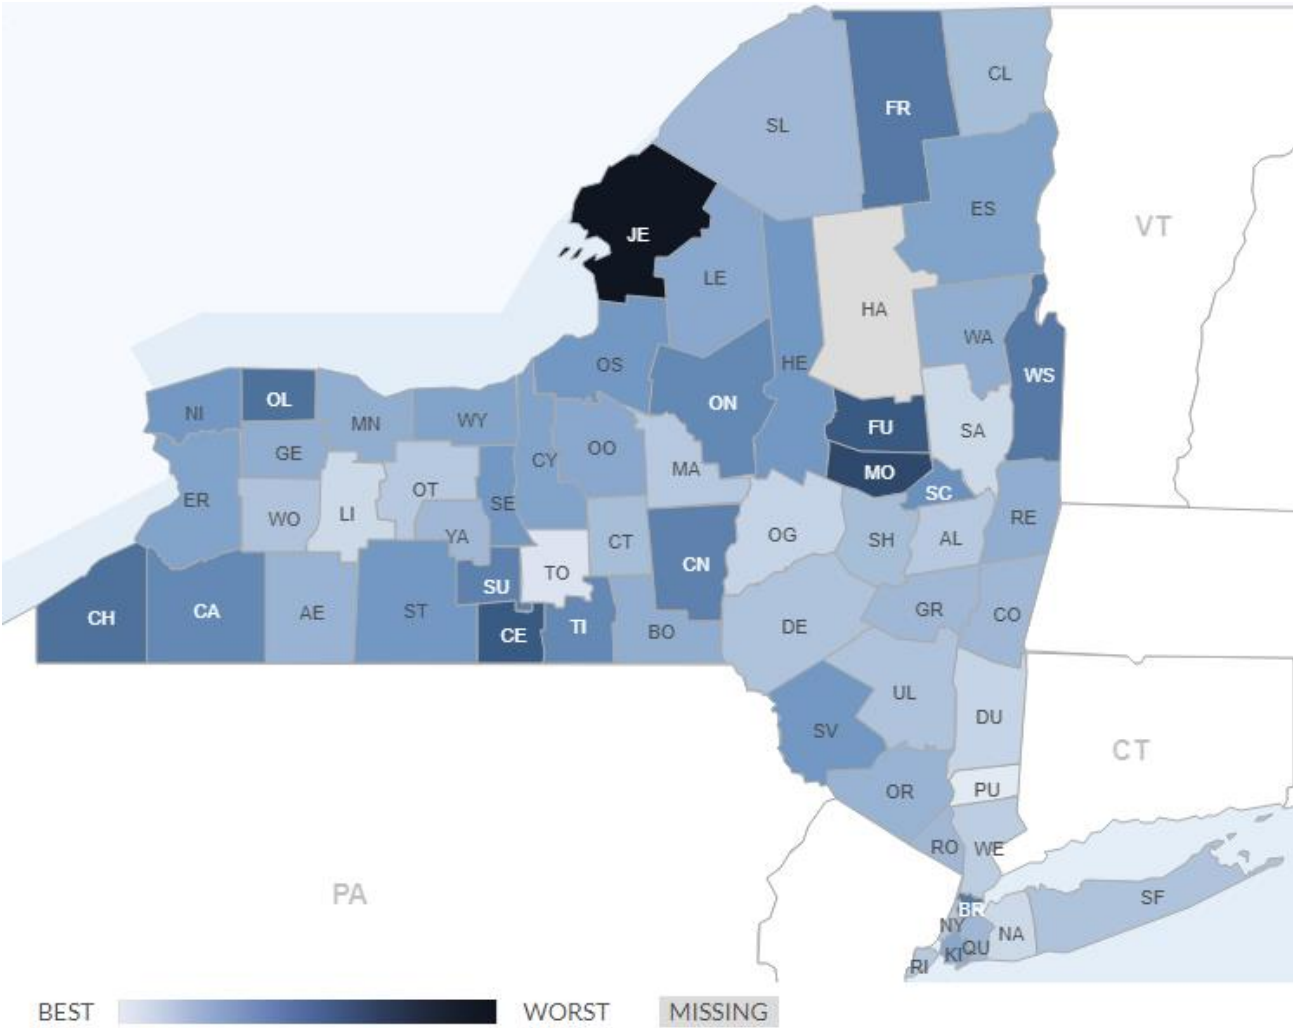 CL
FR
SL
ES
VT
JE
LE
HA
WA
OS
HE
WS
NI
OL
MN
WY
ON
FU
SA
GE
CY
OO
MA
MO
ER
WO
LI
OT
SE
SC
YA
CT
OG
SH
AL
RE
TO
CN
SU
CH
CA
AE
ST
CE
TI
BO
DE
GR
CO
UL
DU
SV
CT
OR
PU
RO
WE
PA
BR
SF
NY
NA
KI
QU
RI
BEST WORST MISSING